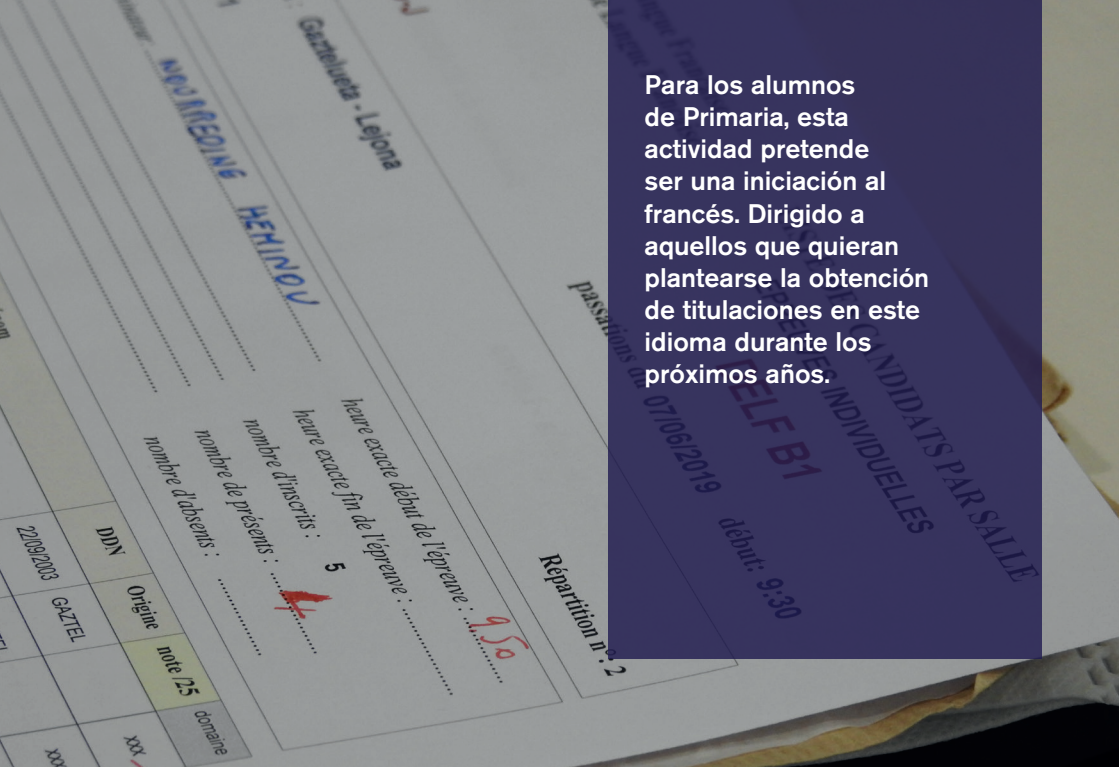 Para los alumnos
de Primaria, esta
actividad pretende
ser una iniciación al
francés. Dirigido a
aquellos que quieran
plantearse la obtención
de titulaciones en este
idioma durante los
próximos años.
CANDIDATS PAR SALLE
INDIVIDUELLES
DELF B1
passations du 07/06/2019 début: 9:30
Répartition n°: 2
Gaztelueta - Lejona
NOURREDING HEMINOU
heure exacte début de l'épreuve : 9 50
heure exacte fin de l'épreuve :
nombre d'inscrits : 5
nombre de présents : 4
nombre d'absents :
DDN Origine note /25 domaine
22/09/2003 GAZTEL xxx